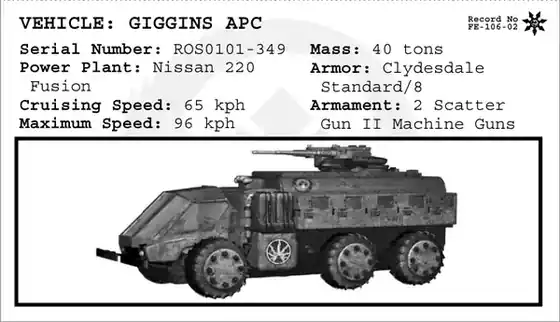 VEHICLE: GIGGINS APC
Record No
FE-106-02
Serial Number: ROS0101-349
Power Plant: Nissan 220
Fusion
Cruising Speed: 65 kph
Maximum Speed: 96 kph
Mass: 40 tons
Armor: Clydesdale
Standard/8
Armament: 2 Scatter
Gun II Machine Guns